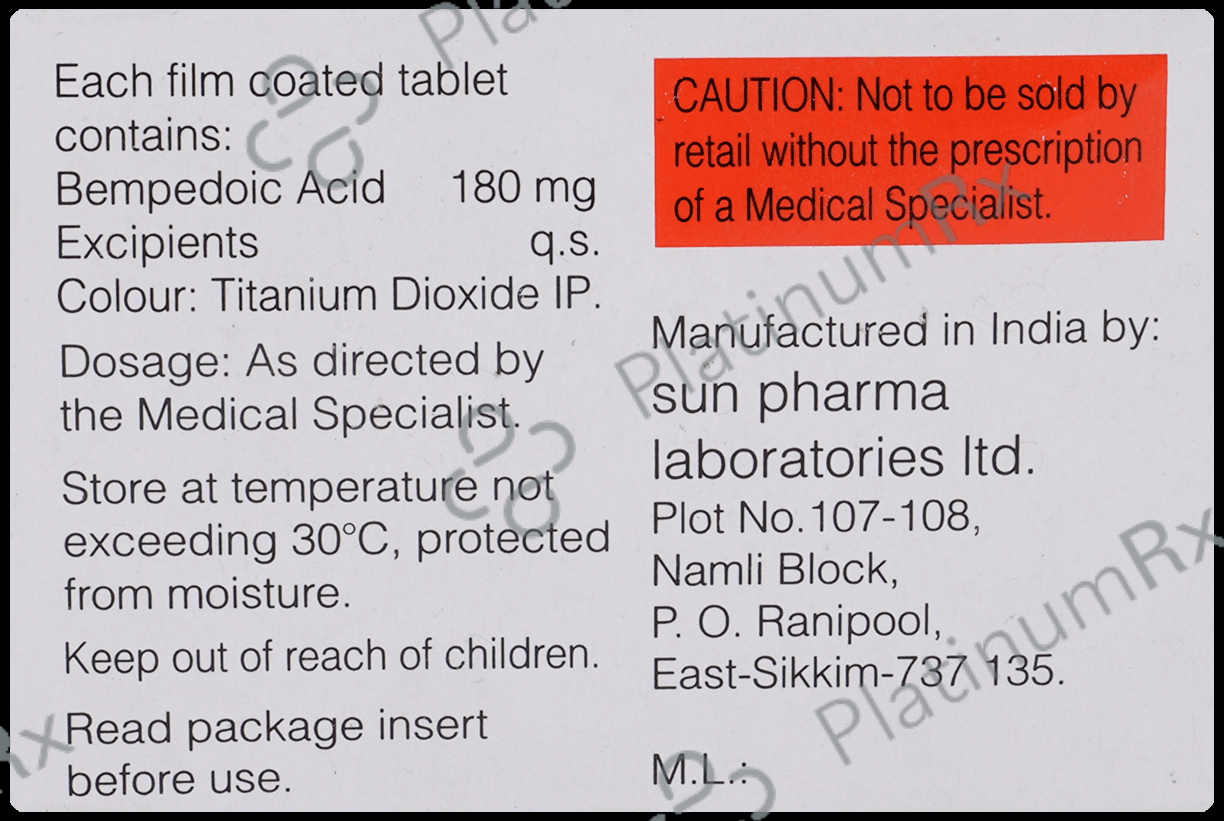 Each film coated tablet
contains:
Bempedoic Acid 180 mg
Excipients q.s.
Colour: Titanium Dioxide IP.
Dosage: As directed by
the Medical Specialist.
Store at temperature not
exceeding 30°C, protected
from moisture.
Keep out of reach of children.
Read package insert
before use.
CAUTION: Not to be sold by
retail without the prescription
of a Medical Specialist.
Manufactured in India by:
sun pharma
laboratories ltd.
Plot No.107-108,
Namli Block,
P. O. Ranipool,
East-Sikkim-737 135.
M.L.:
PlatinumRx
PlatinumRx